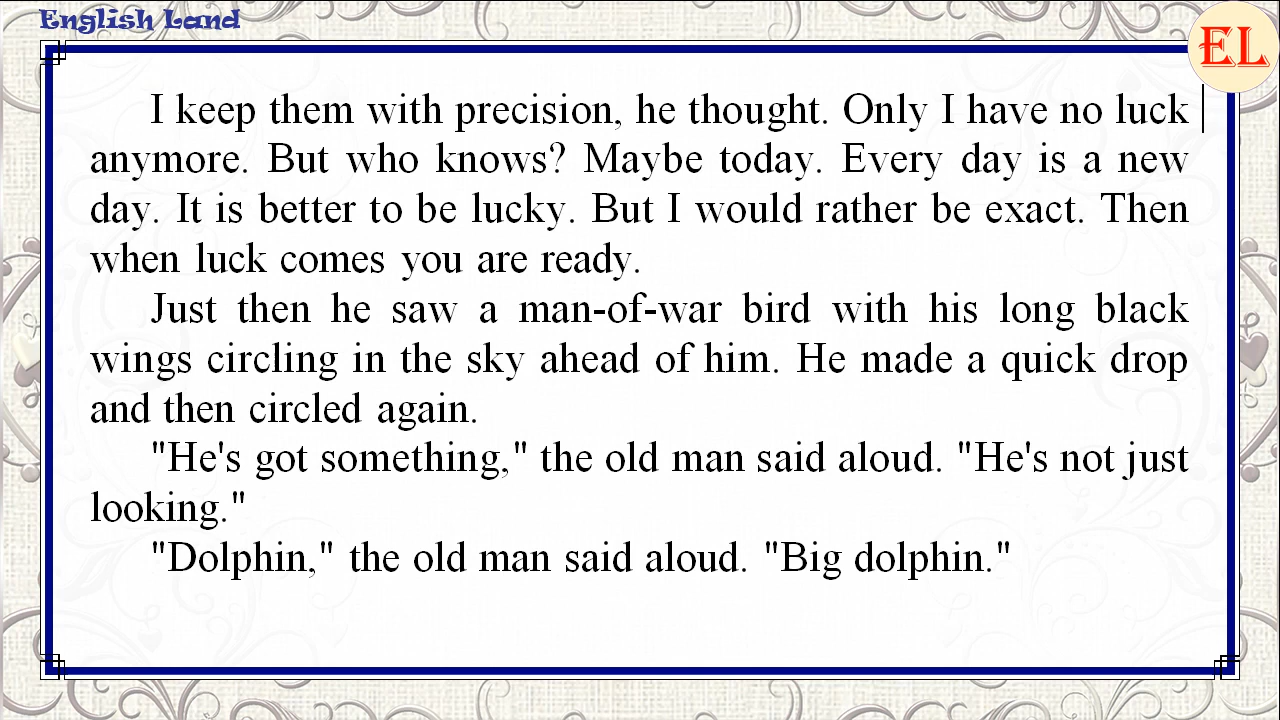 English Land
EL
I keep them with precision, he thought. Only I have no luck
anymore. But who knows? Maybe today. Every day is a new
day. It is better to be lucky. But I would rather be exact. Then
when luck comes you are ready.
Just then he saw a man-of-war bird with his long black
wings circling in the sky ahead of him. He made a quick drop
and then circled again.
"He's got something," the old man said aloud. "He's not just
looking."
"Dolphin," the old man said aloud. "Big dolphin."